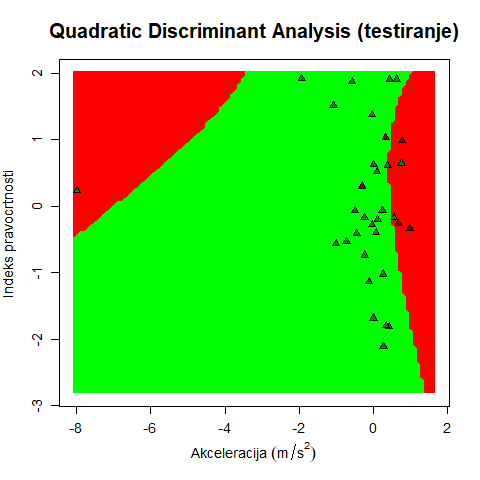 Quadratic Discriminant Analysis (testiranje)
2
1
0
-1
-2
-3
Indeks pravocrtnosti
-8 -6 -4 -2 0 2
Akceleracija (m/s²)